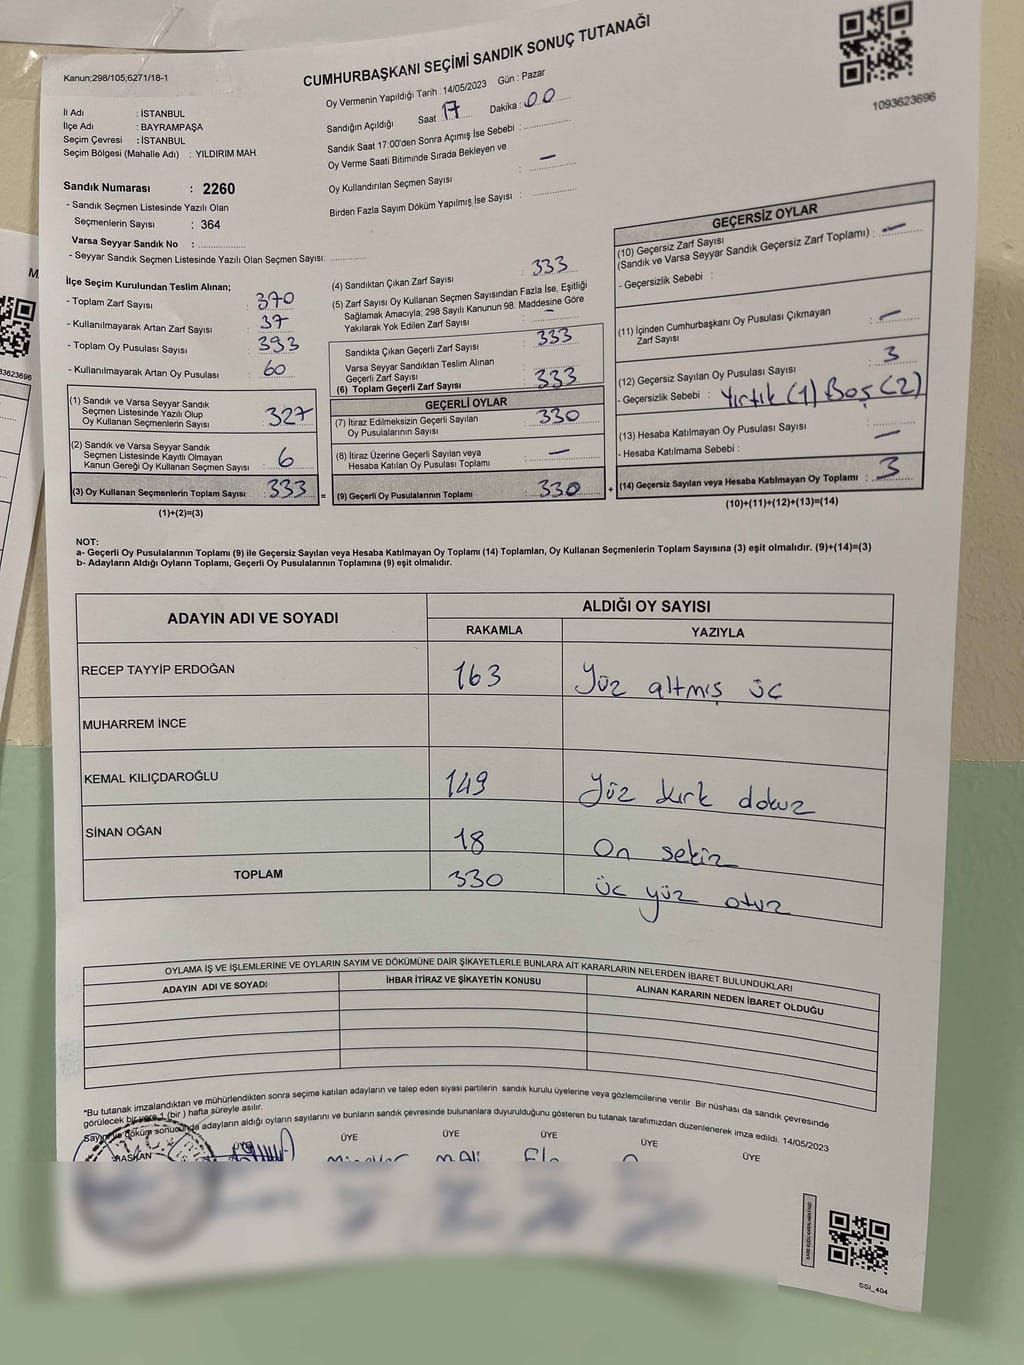 Kanun;298/105;6271/18-1
CUMHURBAŞKANI SEÇİMİ SANDIK SONUÇ TUTANAĞI
1093623696
Oy Vermenin Yapıldığı Tarih : 14/05/2023 Gün : Pazar
Sandığın Açıldığı Saat 17 Dakika : 00
Sandık Saat 17:00'den Sonra Açımış İse Sebebi :
Oy Verme Saati Bitiminde Sırada Bekleyen ve
Oy Kullandırılan Seçmen Sayısı : —
Birden Fazla Sayım Döküm Yapılmış İse Sayısı :
İl Adı : İSTANBUL
İlçe Adı : BAYRAMPAŞA
Seçim Çevresi : İSTANBUL
Seçim Bölgesi (Mahalle Adı) : YILDIRIM MAH.
Sandık Numarası : 2260
- Sandık Seçmen Listesinde Yazılı Olan
Seçmenlerin Sayısı : 364
Varsa Seyyar Sandık No :
- Seyyar Sandık Seçmen Listesinde Yazılı Olan Seçmen Sayısı:
İlçe Seçim Kurulundan Teslim Alınan;
- Toplam Zarf Sayısı : 370
- Kullanılmayarak Artan Zarf Sayısı : 37
- Toplam Oy Pusulası Sayısı : 393
- Kullanılmayarak Artan Oy Pusulası : 60
(1) Sandık ve Varsa Seyyar Sandık
Seçmen Listesinde Yazılı Olup
Oy Kullanan Seçmenlerin Sayısı : 327
(2) Sandık ve Varsa Seyyar Sandık
Seçmen Listesinde Kayıtlı Olmayan
Kanun Gereği Oy Kullanan Seçmen Sayısı : 6
(3) Oy Kullanan Seçmenlerin Toplam Sayısı : 333 =
(1)+(2)=(3)
(4) Sandıktan Çıkan Zarf Sayısı : 333
(5) Zarf Sayısı Oy Kullanan Seçmen Sayısından Fazla İse, Eşitliği
Sağlamak Amacıyla; 298 Sayılı Kanunun 98. Maddesine Göre
Yakılarak Yok Edilen Zarf Sayısı : —
Sandıkta Çıkan Geçerli Zarf Sayısı : 333
Varsa Seyyar Sandıktan Teslim Alınan
Geçerli Zarf Sayısı :
(6) Toplam Geçerli Zarf Sayısı : 333
GEÇERLİ OYLAR
(7) İtiraz Edilmeksizin Geçerli Sayılan
Oy Pusulalarının Sayısı : 330
(8) İtiraz Üzerine Geçerli Sayılan veya
Hesaba Katılan Oy Pusulası Toplamı : —
(9) Geçerli Oy Pusulalarının Toplamı : 330 +
GEÇERSİZ OYLAR
(10) Geçersiz Zarf Sayısı
(Sandık ve Varsa Seyyar Sandık Geçersiz Zarf Toplamı) : —
- Geçersizlik Sebebi :
(11) İçinden Cumhurbaşkanı Oy Pusulası Çıkmayan
Zarf Sayısı : —
(12) Geçersiz Sayılan Oy Pusulası Sayısı : 3
- Geçersizlik Sebebi : Yırtık (1) Boş (2)
(13) Hesaba Katılmayan Oy Pusulası Sayısı :
- Hesaba Katılmama Sebebi : —
(14) Geçersiz Sayılan veya Hesaba Katılmayan Oy Toplamı : 3
(10)+(11)+(12)+(13)=(14)
NOT:
a- Geçerli Oy Pusulalarının Toplamı (9) ile Geçersiz Sayılan veya Hesaba Katılmayan Oy Toplamı (14) Toplamları, Oy Kullanan Seçmenlerin Toplam Sayısına (3) eşit olmalıdır. (9)+(14)=(3)
b- Adayların Aldığı Oyların Toplamı, Geçerli Oy Pusulalarının Toplamına (9) eşit olmalıdır.
ADAYIN ADI VE SOYADI
ALDIĞI OY SAYISI
RAKAMLA YAZIYLA
RECEP TAYYİP ERDOĞAN 163 Yüz altmış üc
MUHARREM İNCE
KEMAL KILIÇDAROĞLU 149 Yüz kırk dokuz
SİNAN OĞAN 18 On sekiz
TOPLAM 330 üc yüz otuz
OYLAMA İŞ VE İŞLEMLERİNE VE OYLARIN SAYIM VE DÖKÜMÜNE DAİR ŞİKAYETLERLE BUNLARA AİT KARARLARIN NELERDEN İBARET BULUNDUKLARI
ADAYIN ADI VE SOYADI İHBAR İTİRAZ VE ŞİKAYETİN KONUSU ALINAN KARARIN NEDEN İBARET OLDUĞU
*Bu tutanak imzalandıktan ve mühürlendikten sonra seçime katılan adayların ve talep eden siyasi partilerin sandık kurulu üyelerine veya gözlemcilerine verilir. Bir nüshası da sandık çevresinde
görülecek bir yere 1 (bir) hafta süreyle asılır.
Sayım döküm sonucunda adayların aldığı oyların sayılarını ve bunların sandık çevresinde bulunanlara duyurulduğunu gösteren bu tutanak tarafımızdan düzenlenerek imza edildi. 14/05/2023
BAŞKAN ÜYE ÜYE ÜYE ÜYE ÜYE ÜYE
M.Ali
SSI_404